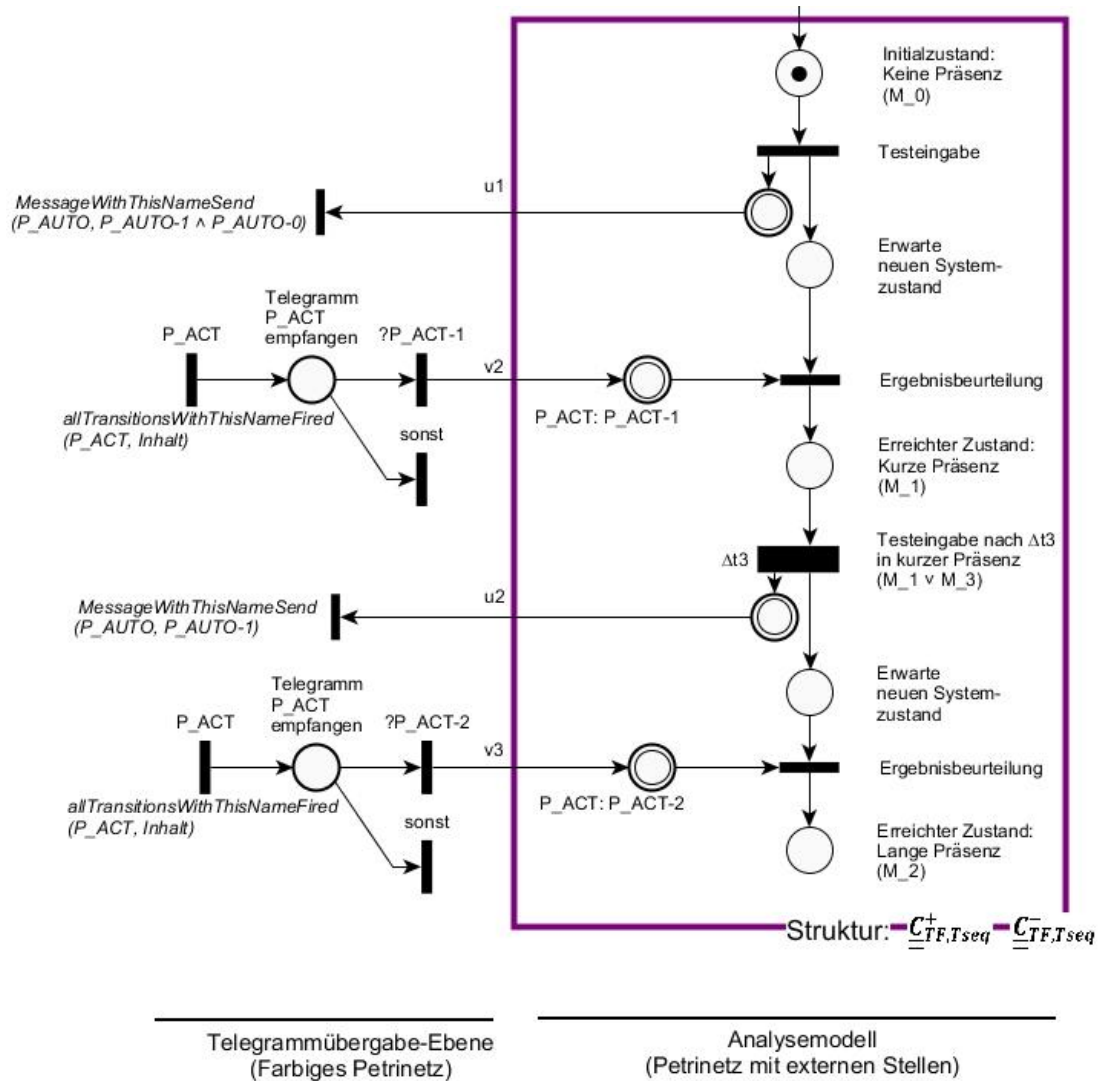 Initialzustand:
Keine Präsenz
(M_0)
Testeingabe
u1
MessageWithThisNameSend
(P_AUTO, P_AUTO-1 ∧ P_AUTO-0)
Erwarte
neuen System-
zustand
Telegramm
P_ACT
empfangen
P_ACT
?P_ACT-1
v2
Ergebnisbeurteilung
allTransitionsWithThisNameFired
(P_ACT, Inhalt)
sonst
P_ACT: P_ACT-1
Erreichter Zustand:
Kurze Präsenz
(M_1)
Δt3
Testeingabe nach Δt3
in kurzer Präsenz
(M_1 v M_3)
u2
MessageWithThisNameSend
(P_AUTO, P_AUTO-1)
Erwarte
neuen System-
zustand
Telegramm
P_ACT
empfangen
P_ACT
?P_ACT-2
v3
Ergebnisbeurteilung
allTransitionsWithThisNameFired
(P_ACT, Inhalt)
sonst
P_ACT: P_ACT-2
Erreichter Zustand:
Lange Präsenz
(M_2)
Struktur: C⁺TF,Tseq C⁻TF,Tseq
Telegrammübergabe-Ebene
(Farbiges Petrinetz)
Analysemodell
(Petrinetz mit externen Stellen)